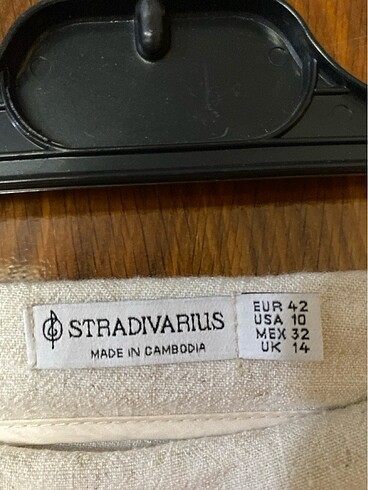 STRADIVARIUS
MADE IN CAMBODIA
EUR 42
USA 10
MEX 32
UK 14